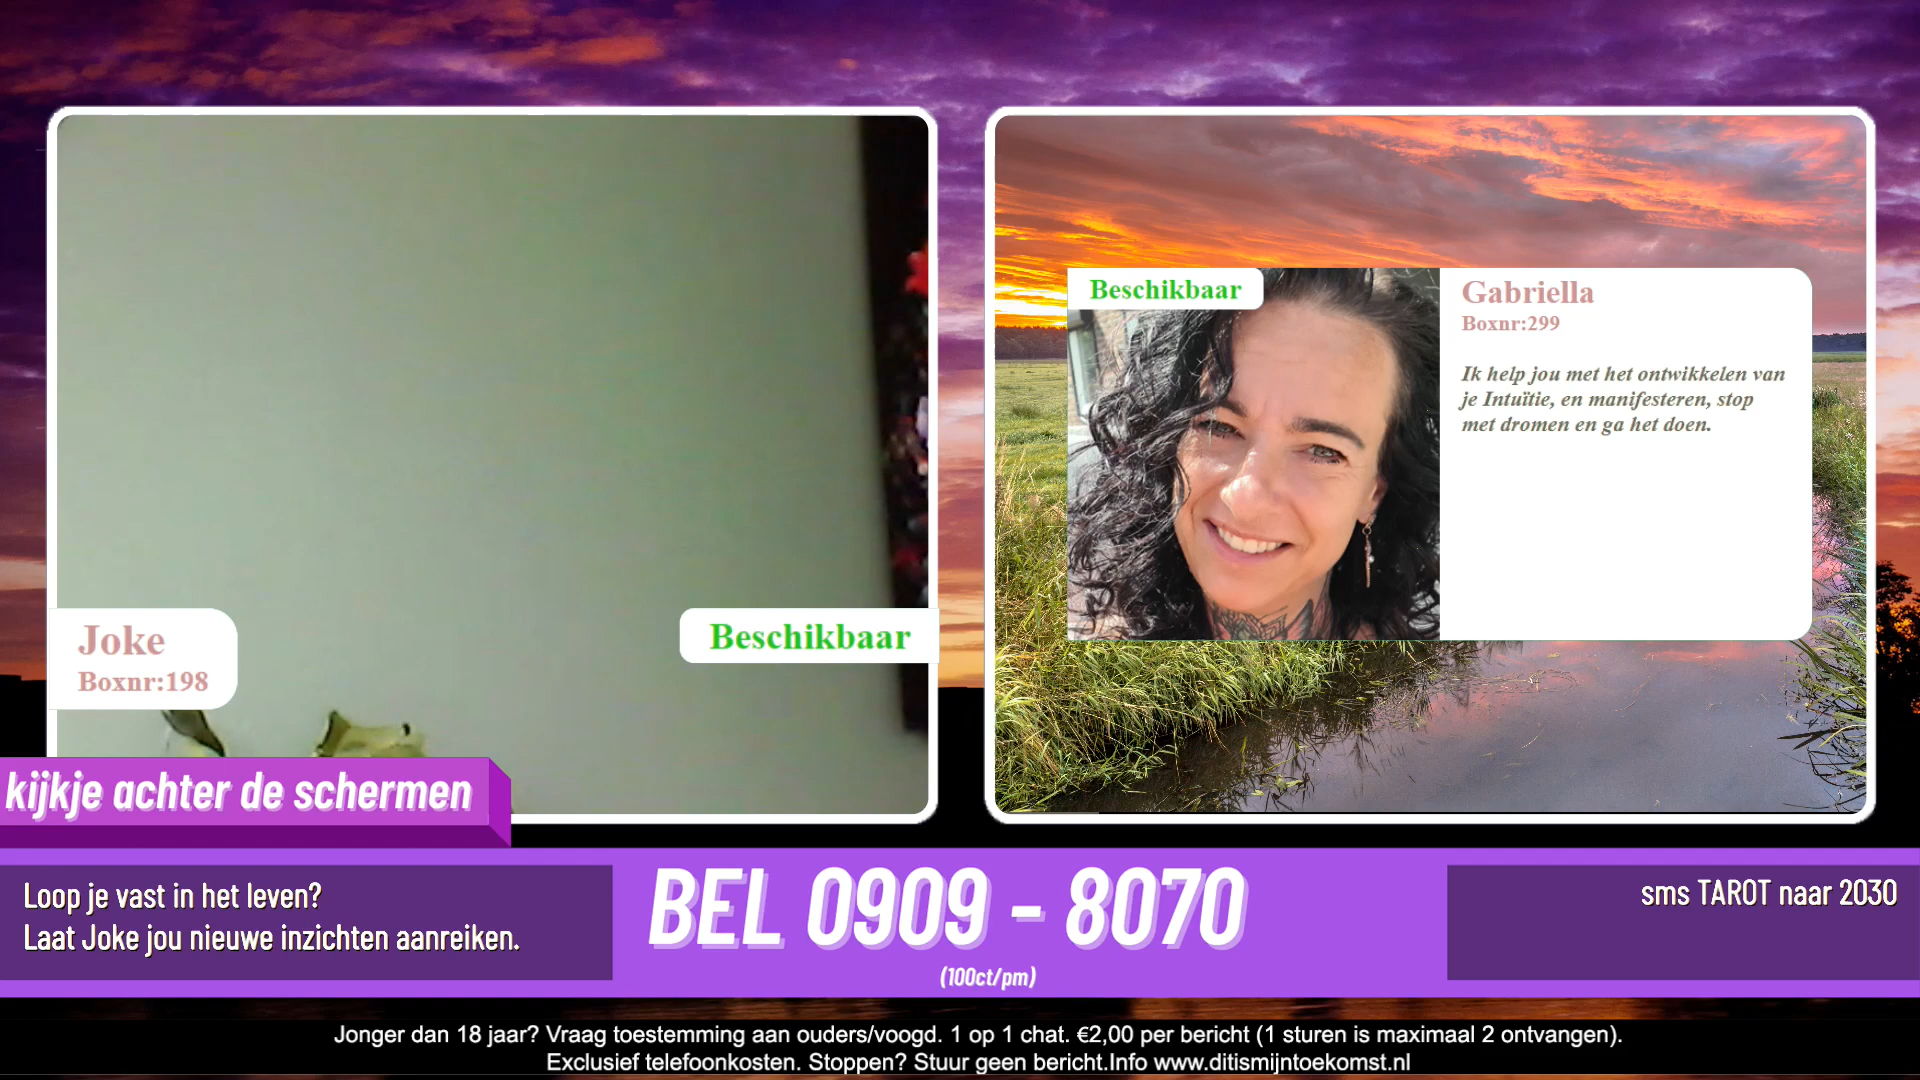 Joke
Boxnr:198
Beschikbaar
Beschikbaar
Gabriella
Boxnr:299
Ik help jou met het ontwikkelen van
je Intuïtie, en manifesteren, stop
met dromen en ga het doen.
kijkje achter de schermen
Loop je vast in het leven?
Laat Joke jou nieuwe inzichten aanreiken.
BEL 0909 - 8070
(100ct/pm)
sms TAROT naar 2030
Jonger dan 18 jaar? Vraag toestemming aan ouders/voogd. 1 op 1 chat. €2,00 per bericht (1 sturen is maximaal 2 ontvangen).
Exclusief telefoonkosten. Stoppen? Stuur geen bericht.Info www.ditismijntoekomst.nl